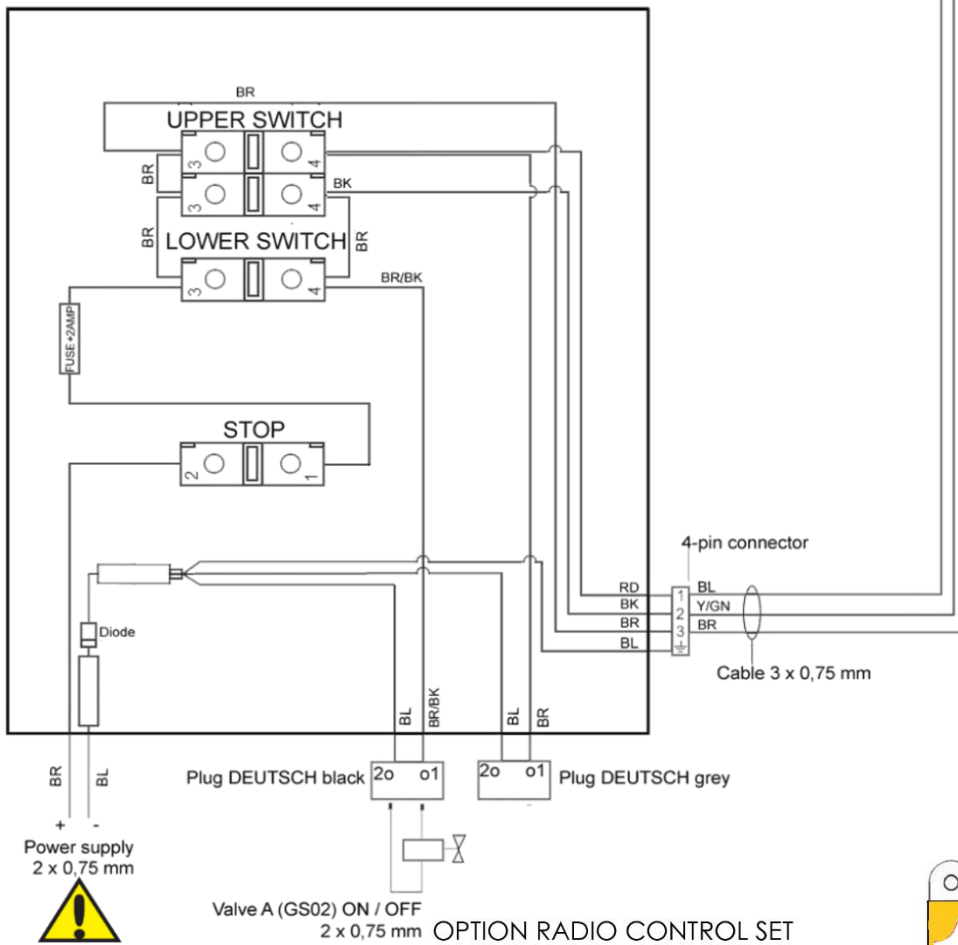 BR
UPPER SWITCH
3 4
BR
BK
3 4
BR
LOWER SWITCH
BR
BR/BK
3 4
FUSE+2AMP
STOP
2 1
4-pin connector
Diode
RD 1 BL
BK 2 Y/GN
BR 3 BR
BL
Cable 3 x 0,75 mm
BL
BR/BK
BL
BR
BR
BL
Plug DEUTSCH black
2o o1
2o o1
Plug DEUTSCH grey
+ -
Power supply
2 x 0,75 mm
!
Valve A (GS02) ON / OFF
2 x 0,75 mm
OPTION RADIO CONTROL SET